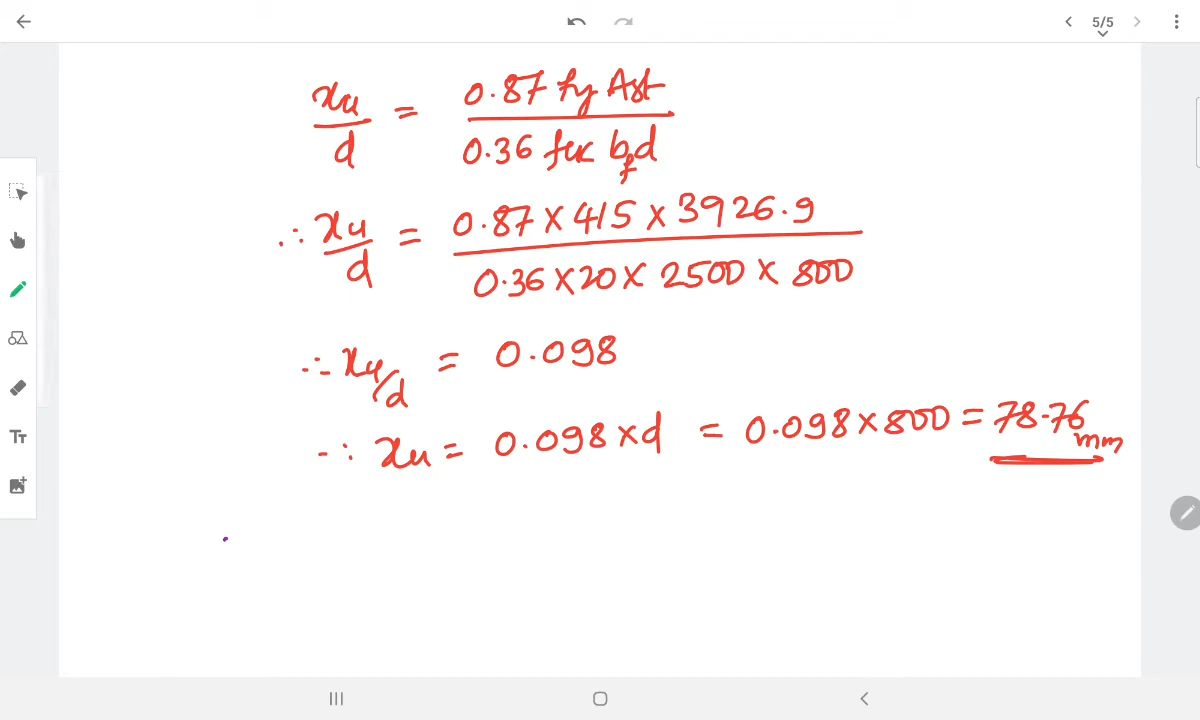 5/5
xu/d = 0.87 fy Ast / 0.36 fck bf d
∴ xu/d = 0.87 × 415 × 3926.9 / 0.36 × 20 × 2500 × 800
∴ xu/d = 0.098
∴ xu = 0.098 × d = 0.098 × 800 = 78.76 mm
Tт